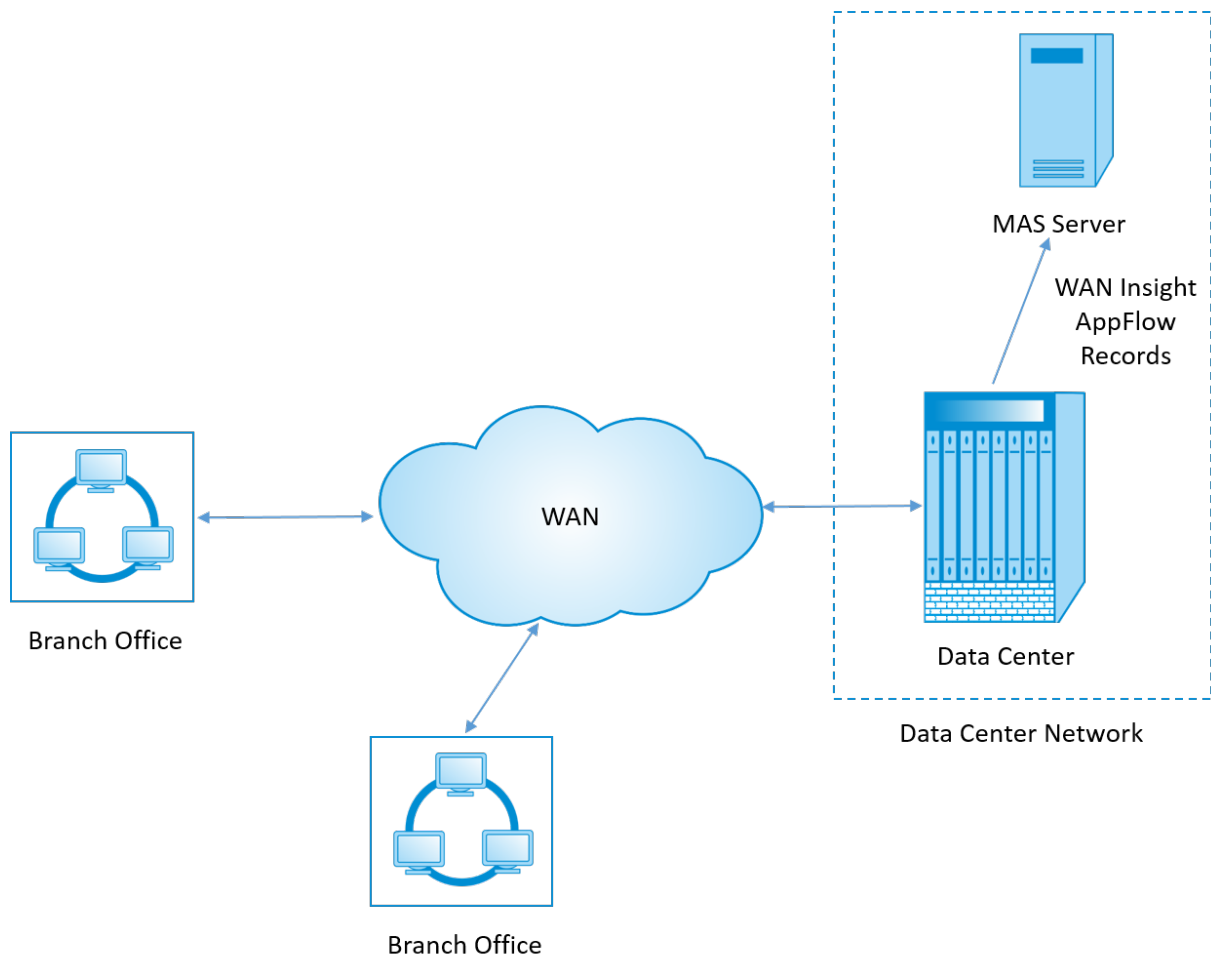 MAS Server
WAN Insight
AppFlow
Records
WAN
Branch Office
Data Center
Data Center Network
Branch Office